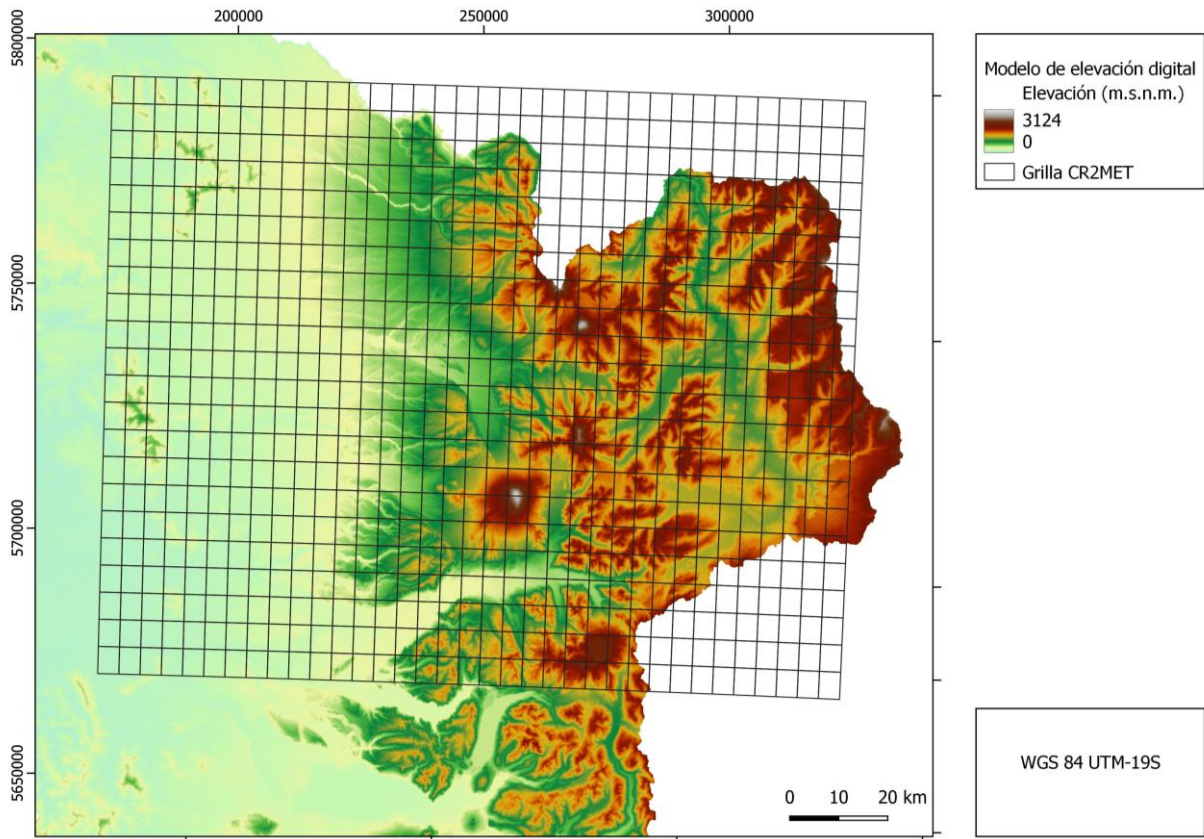 200000
250000
300000
5800000
5750000
5700000
5650000
Modelo de elevación digital
Elevación (m.s.n.m.)
3124
0
Grilla CR2MET
WGS 84 UTM-19S
0 10 20 km